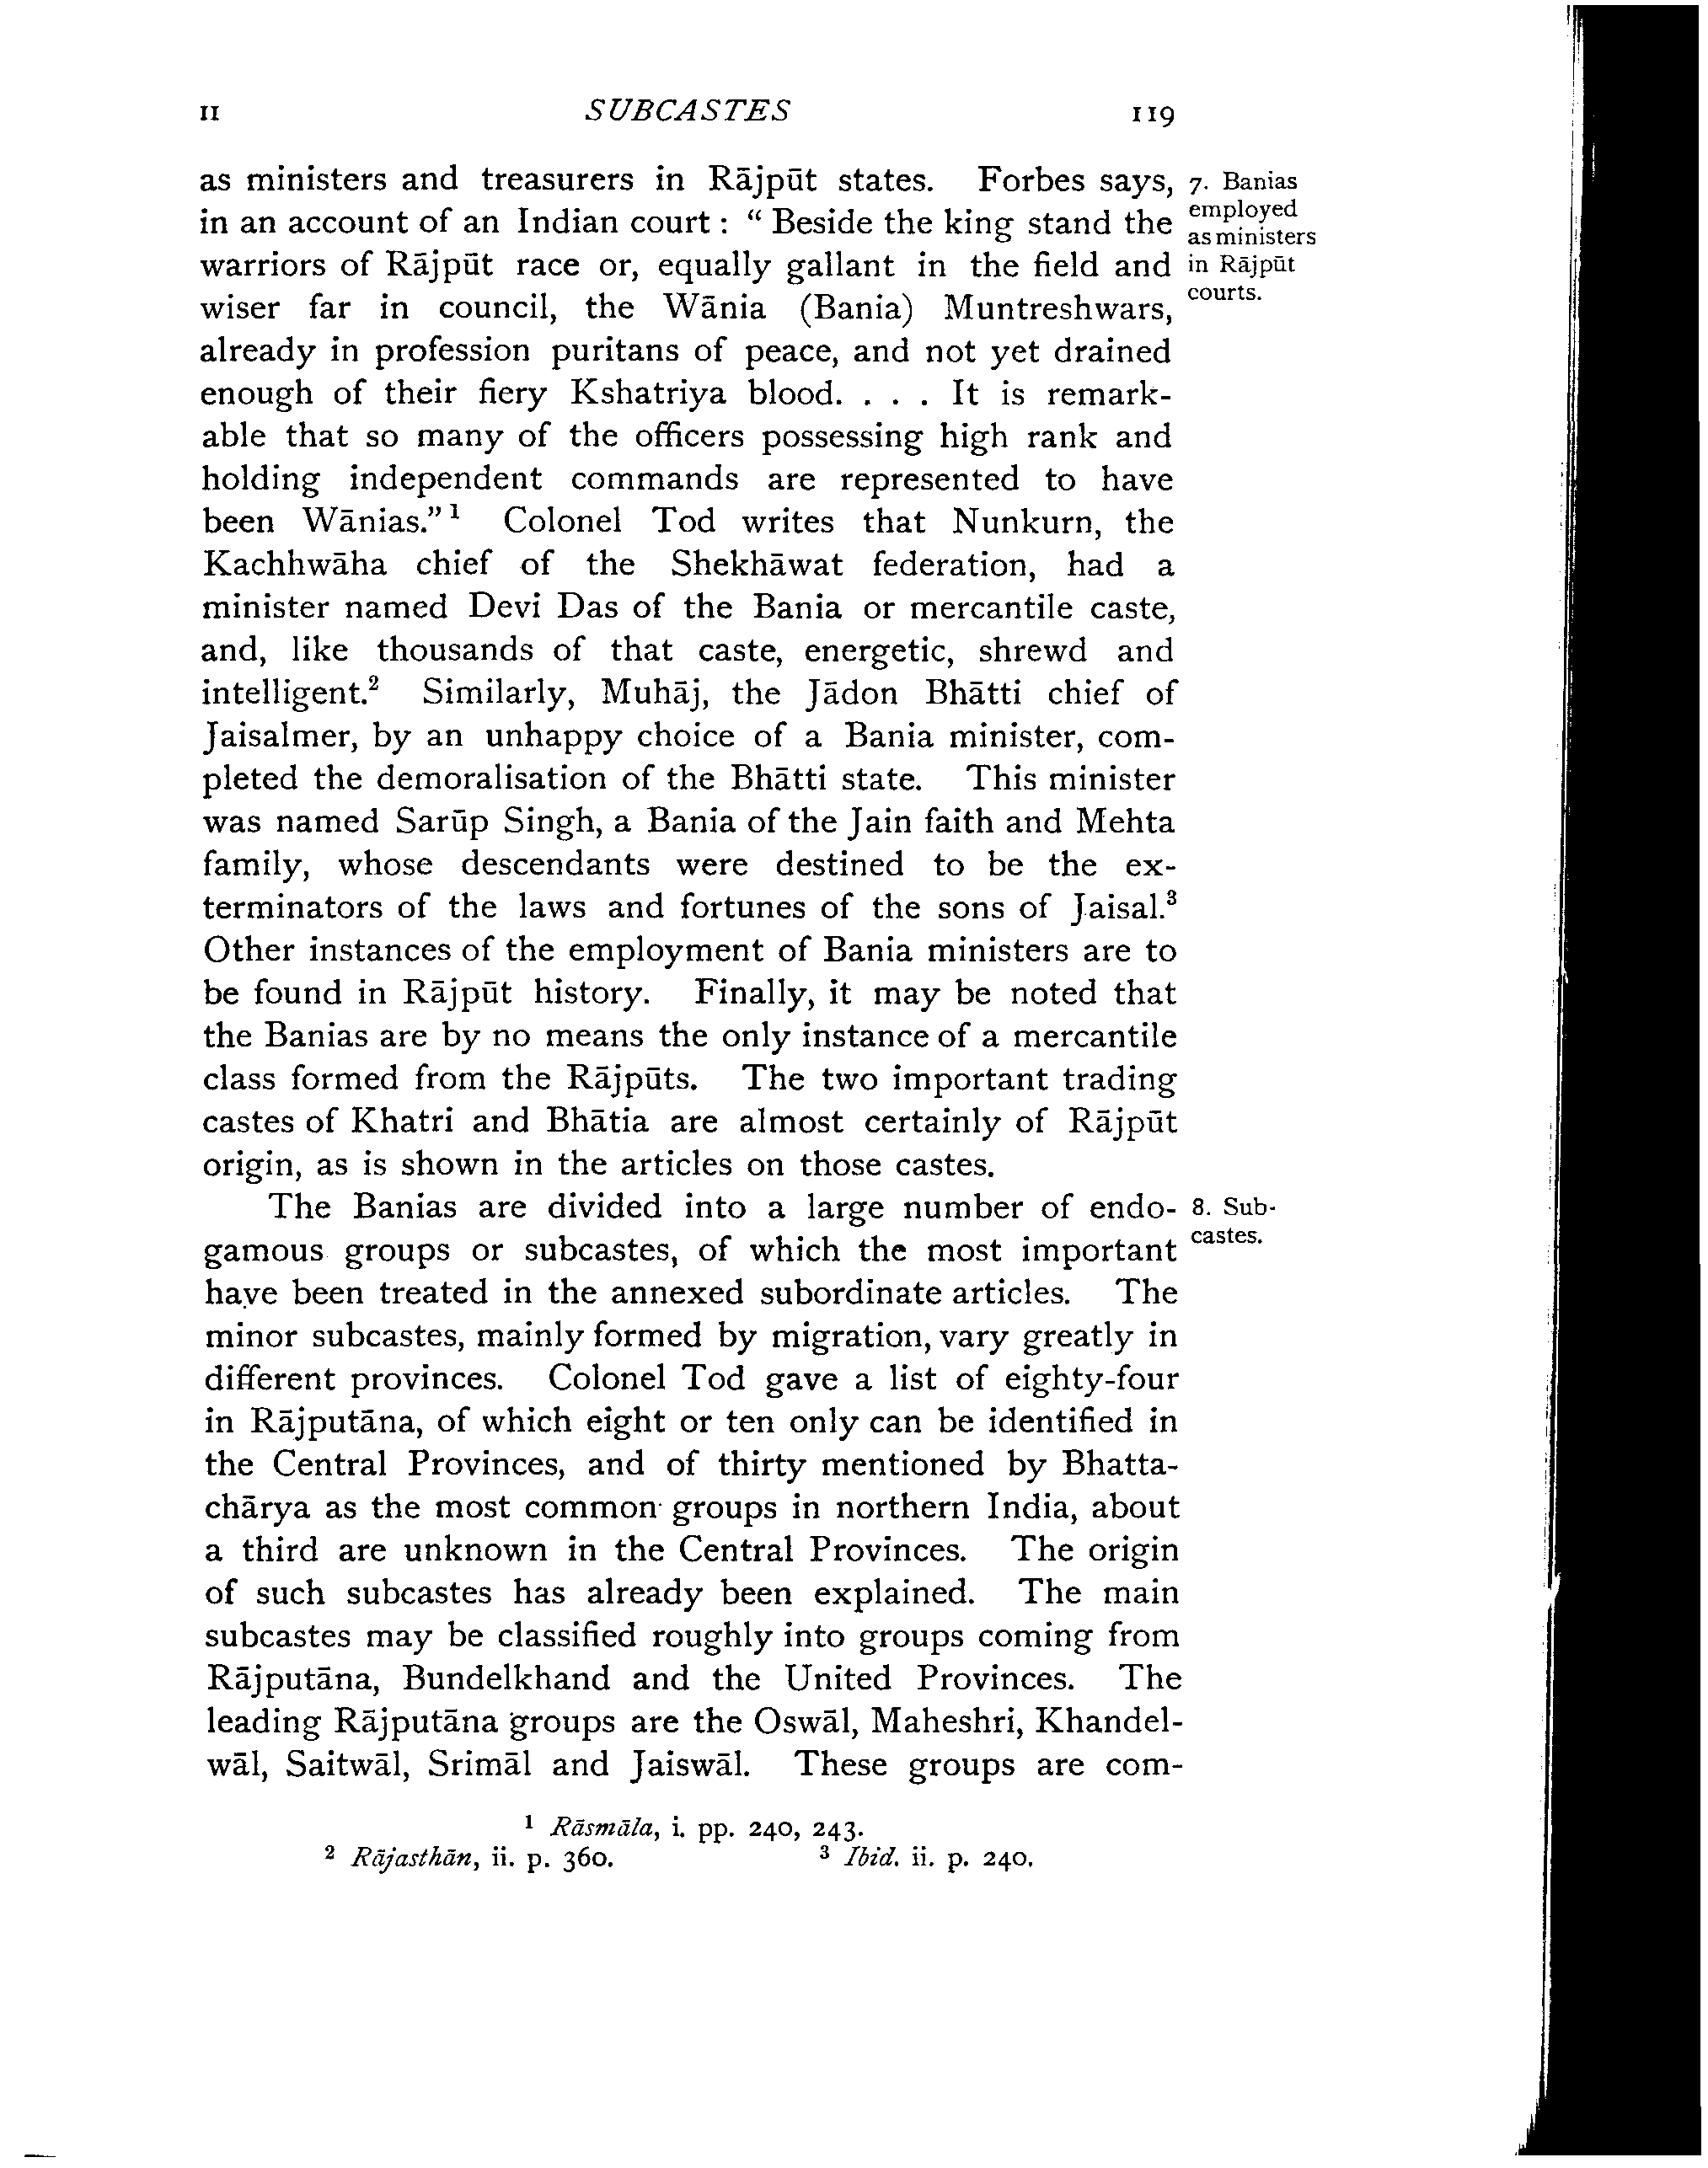 II SUBCASTES 119
as ministers and treasurers in Rājpūt states. Forbes says,
in an account of an Indian court : “ Beside the king stand the
warriors of Rājpūt race or, equally gallant in the field and
wiser far in council, the Wānia (Bania) Muntreshwars,
already in profession puritans of peace, and not yet drained
enough of their fiery Kshatriya blood. . . . It is remark-
able that so many of the officers possessing high rank and
holding independent commands are represented to have
been Wānias.” 1 Colonel Tod writes that Nunkurn, the
Kachhwāha chief of the Shekhāwat federation, had a
minister named Devi Das of the Bania or mercantile caste,
and, like thousands of that caste, energetic, shrewd and
intelligent.2 Similarly, Muhāj, the Jādon Bhātti chief of
Jaisalmer, by an unhappy choice of a Bania minister, com-
pleted the demoralisation of the Bhātti state. This minister
was named Sarūp Singh, a Bania of the Jain faith and Mehta
family, whose descendants were destined to be the ex-
terminators of the laws and fortunes of the sons of Jaisal.3
Other instances of the employment of Bania ministers are to
be found in Rājpūt history. Finally, it may be noted that
the Banias are by no means the only instance of a mercantile
class formed from the Rājpūts. The two important trading
castes of Khatri and Bhātia are almost certainly of Rājpūt
origin, as is shown in the articles on those castes.
7. Banias
employed
as ministers
in Rājpūt
courts.
The Banias are divided into a large number of endo-
gamous groups or subcastes, of which the most important
have been treated in the annexed subordinate articles. The
minor subcastes, mainly formed by migration, vary greatly in
different provinces. Colonel Tod gave a list of eighty-four
in Rājputāna, of which eight or ten only can be identified in
the Central Provinces, and of thirty mentioned by Bhatta-
chārya as the most common groups in northern India, about
a third are unknown in the Central Provinces. The origin
of such subcastes has already been explained. The main
subcastes may be classified roughly into groups coming from
Rājputāna, Bundelkhand and the United Provinces. The
leading Rājputāna groups are the Oswāl, Maheshri, Khandel-
wāl, Saitwāl, Srimāl and Jaiswāl. These groups are com-
8. Sub-
castes.
1 Rāsmāla, i. pp. 240, 243.
2 Rājasthān, ii. p. 360. 3 Ibid. ii. p. 240.